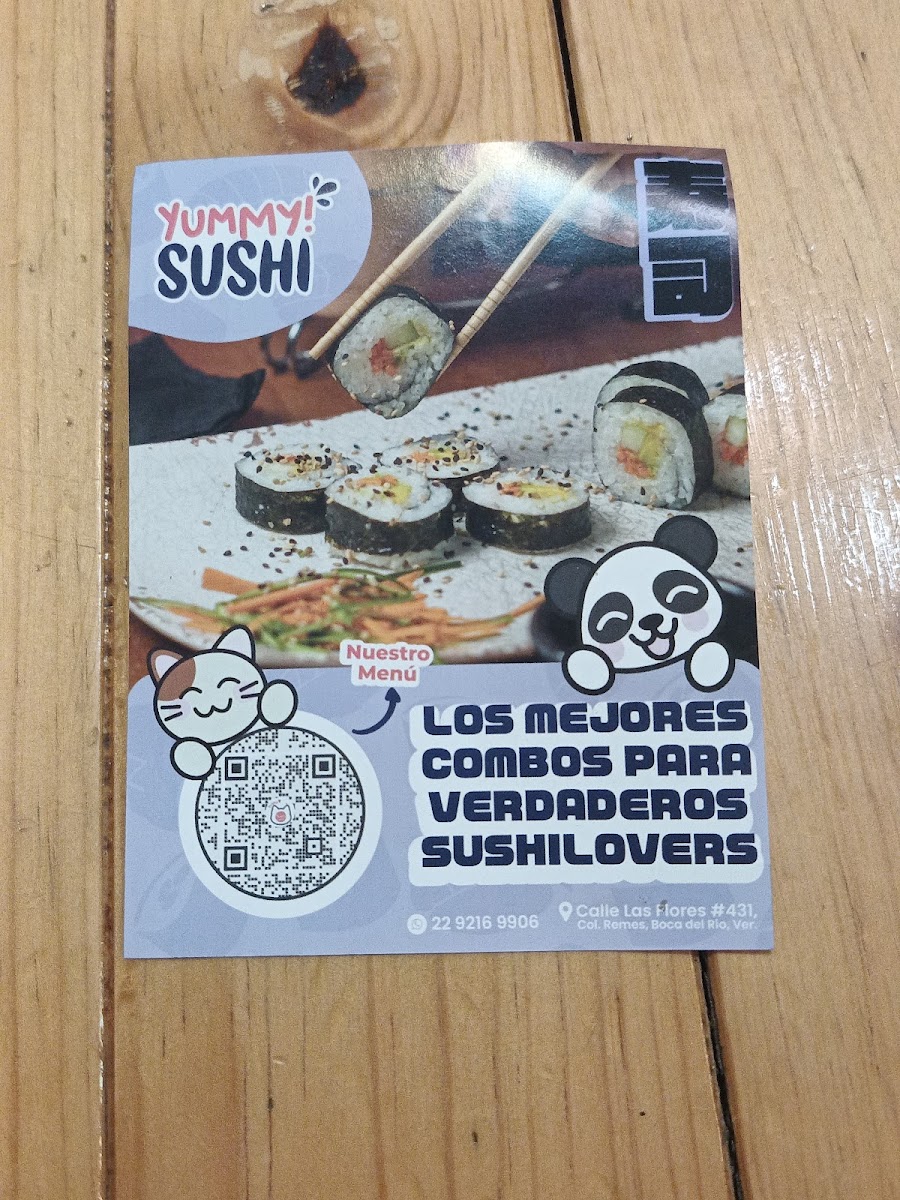 YUMMY!
SUSHI
寿司
Nuestro
Menú
LOS MEJORES
COMBOS PARA
VERDADEROS
SUSHILOVERS
22 9216 9906
Calle Las Flores #431,
Col. Remes, Boca del Rio, Ver.